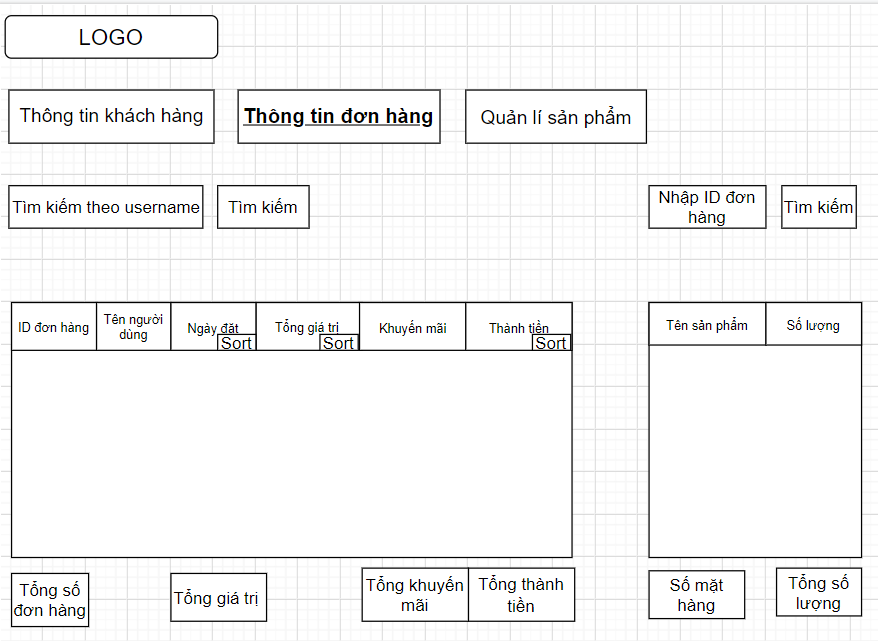 LOGO
Thông tin khách hàng
Thông tin đơn hàng
Quản lí sản phẩm
Tìm kiếm theo username
Tìm kiếm
Nhập ID đơn
hàng
Tìm kiếm
ID đơn hàng
Tên người
dùng
Ngày đặt
Sort
Tổng giá trị
Sort
Khuyến mãi
Thành tiền
Sort
Tên sản phẩm
Số lượng
Tổng số
đơn hàng
Tổng giá trị
Tổng khuyến
mãi
Tổng thành
tiền
Số mặt
hàng
Tổng số
lượng